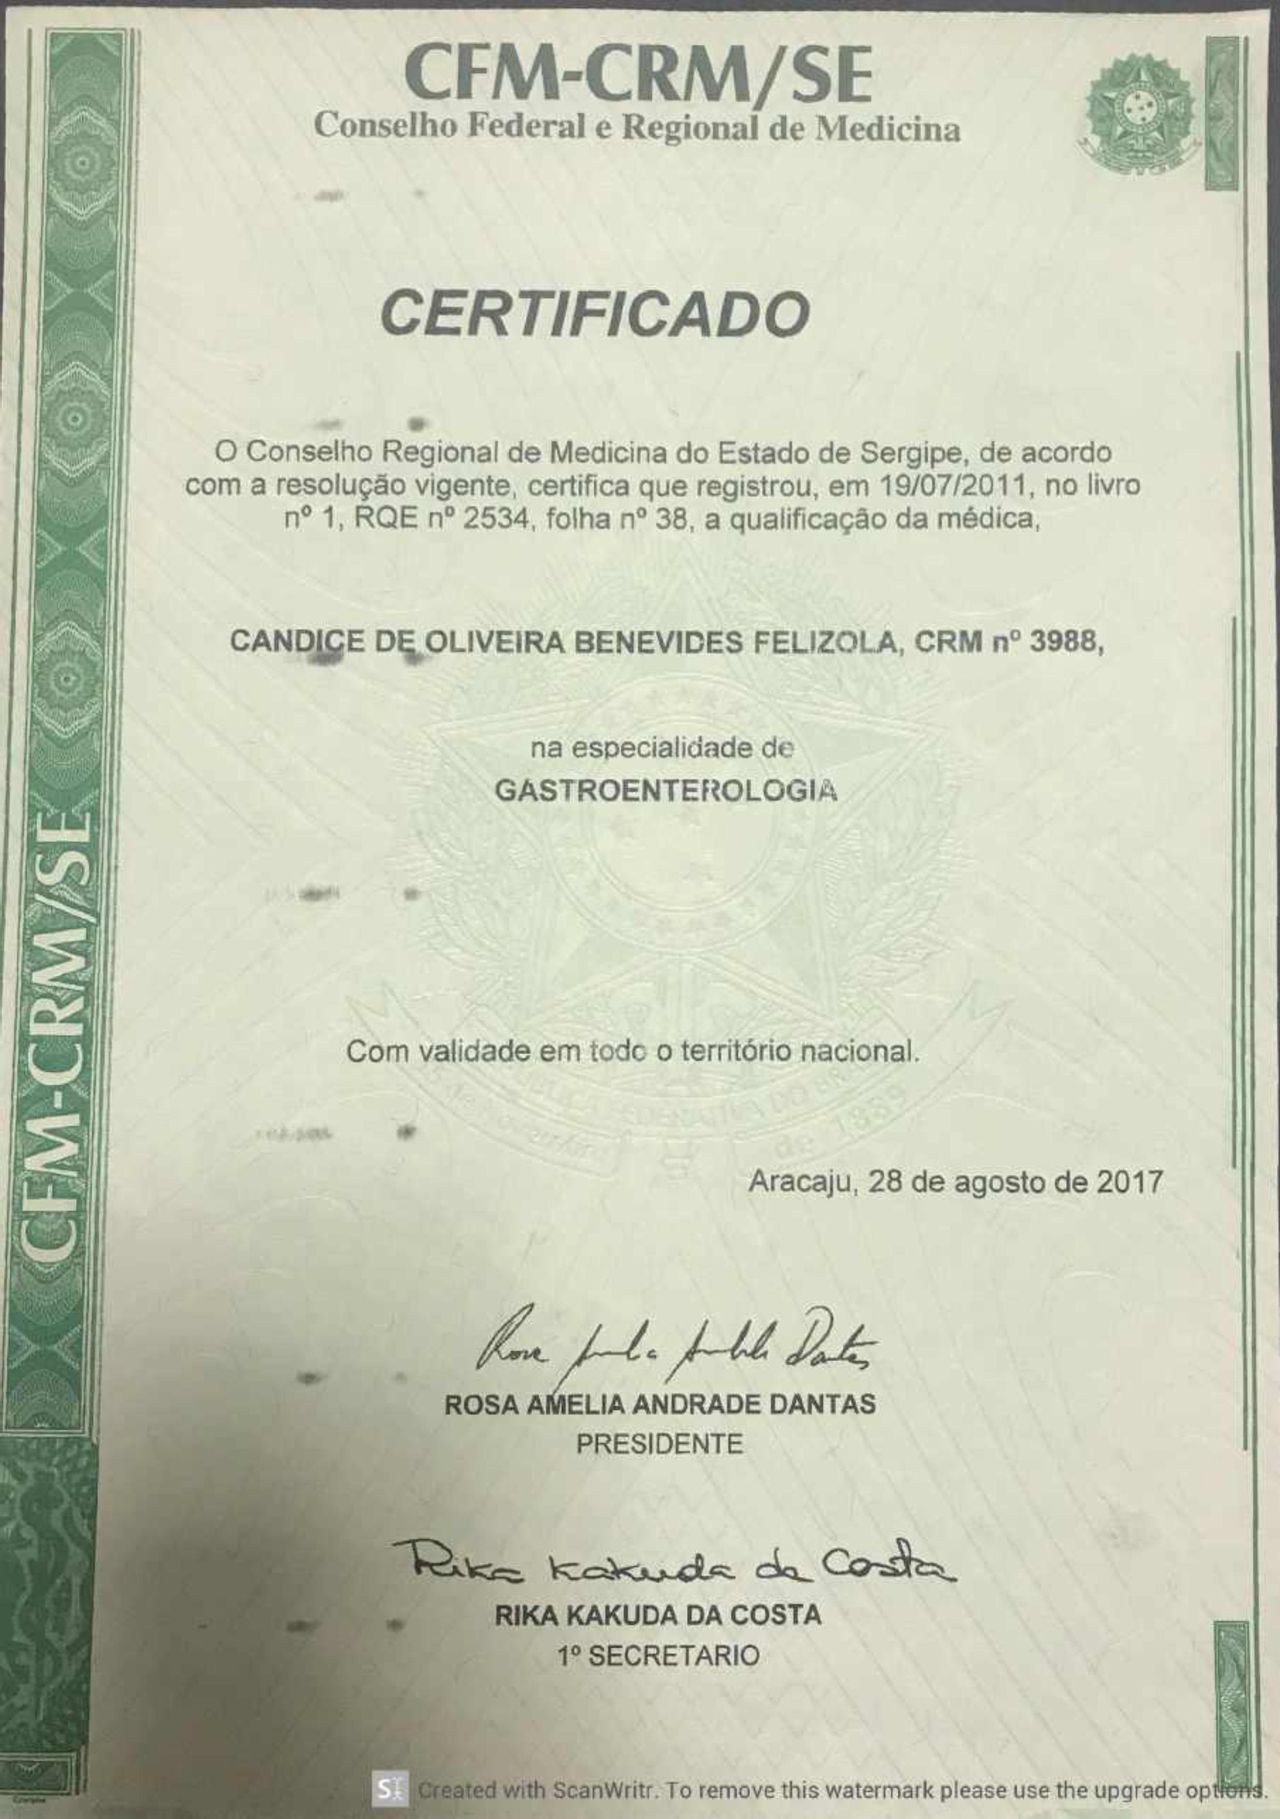 CFM-CRM/SE
Conselho Federal e Regional de Medicina
CERTIFICADO
O Conselho Regional de Medicina do Estado de Sergipe, de acordo
com a resolução vigente, certifica que registrou, em 19/07/2011, no livro
nº 1, RQE nº 2534, folha nº 38, a qualificação da médica,
CANDICE DE OLIVEIRA BENEVIDES FELIZOLA, CRM nº 3988,
na especialidade de
GASTROENTEROLOGIA
Com validade em todo o território nacional.
Aracaju, 28 de agosto de 2017
ROSA AMELIA ANDRADE DANTAS
PRESIDENTE
Rika Kakuda da Costa
RIKA KAKUDA DA COSTA
1º SECRETARIO
CFM-CRM/SE
Created with ScanWritr. To remove this watermark please use the upgrade options.